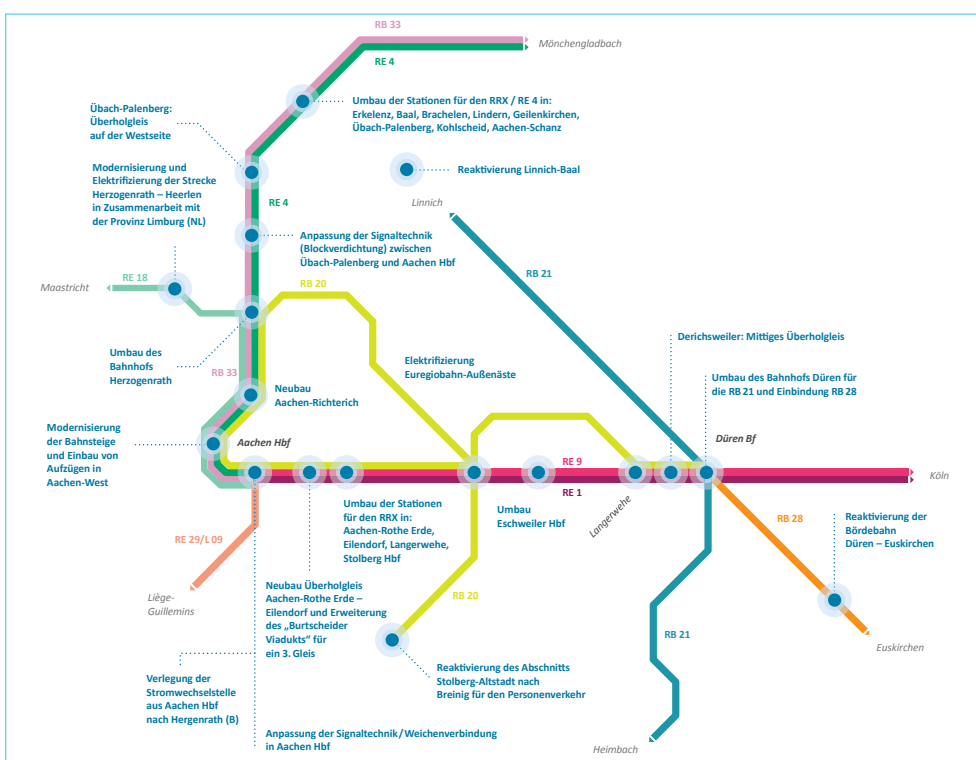 RB 33
RE 4
Mönchengladbach
Umbau der Stationen für den RRX / RE 4 in:
Erkelenz, Baal, Brachelen, Lindern, Geilenkirchen,
Übach-Palenberg, Kohlscheid, Aachen-Schanz
Übach-Palenberg:
Überholgleis
auf der Westseite
Modernisierung und
Elektrifizierung der Strecke
Herzogenrath – Heerlen
in Zusammenarbeit mit
der Provinz Limburg (NL)
Reaktivierung Linnich-Baal
Linnich
RE 4
Anpassung der Signaltechnik
(Blockverdichtung) zwischen
Übach-Palenberg und Aachen Hbf
RB 21
RE 18
Maastricht
RB 20
Umbau des
Bahnhofs
Herzogenrath
RB 33
Elektrifizierung
Euregiobahn-Außenäste
Derichsweiler: Mittiges Überholgleis
Umbau des Bahnhofs Düren für
die RB 21 und Einbindung RB 28
Neubau
Aachen-Richterich
Modernisierung
der Bahnsteige
und Einbau von
Aufzügen in
Aachen-West
Aachen Hbf
Düren Bf
RE 9
RE 1
Köln
Langerwehe
Umbau der Stationen
für den RRX in:
Aachen-Rothe Erde,
Eilendorf, Langerwehe,
Stolberg Hbf
Umbau
Eschweiler Hbf
RB 28
Reaktivierung der
Bördebahn
Düren – Euskirchen
RE 29/L 09
Liège-
Guillemins
Neubau Überholgleis
Aachen-Rothe Erde –
Eilendorf und Erweiterung
des „Burtscheider
Viadukts“ für
ein 3. Gleis
RB 20
RB 21
Euskirchen
Reaktivierung des Abschnitts
Stolberg-Altstadt nach
Breinig für den Personenverkehr
Verlegung der
Stromwechselstelle
aus Aachen Hbf
nach Hergenrath (B)
Anpassung der Signaltechnik/Weichenverbindung
in Aachen Hbf
Heimbach